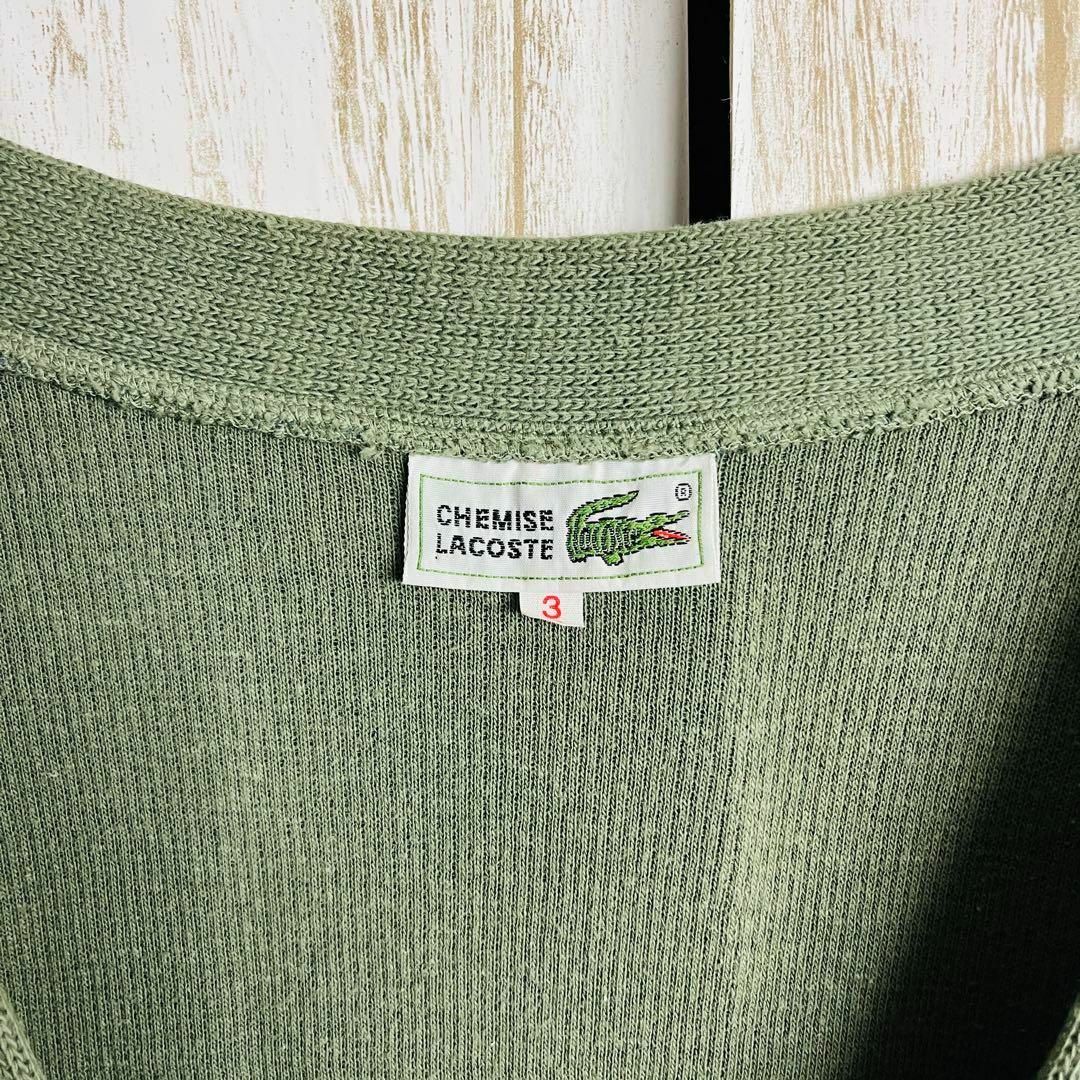 CHEMISE
LACOSTE
®
3